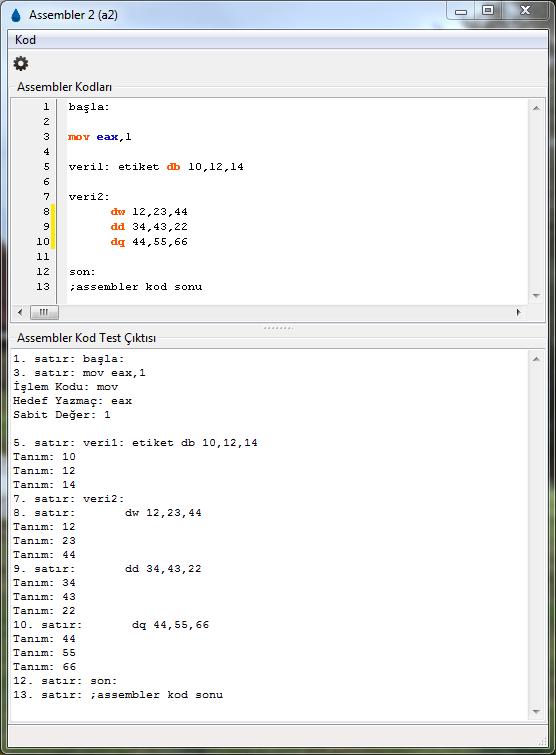 Assembler 2 (a2)
Kod
Assembler Kodları
1 başla:
2
3 mov eax,1
4
5 veri1: etiket db 10,12,14
6
7 veri2:
8 dw 12,23,44
9 dd 34,43,22
10 dq 44,55,66
11
12 son:
13 ;assembler kod sonu
Assembler Kod Test Çıktısı
1. satır: başla:
3. satır: mov eax,1
İşlem Kodu: mov
Hedef Yazmaç: eax
Sabit Değer: 1
5. satır: veri1: etiket db 10,12,14
Tanım: 10
Tanım: 12
Tanım: 14
7. satır: veri2:
8. satır: dw 12,23,44
Tanım: 12
Tanım: 23
Tanım: 44
9. satır: dd 34,43,22
Tanım: 34
Tanım: 43
Tanım: 22
10. satır: dq 44,55,66
Tanım: 44
Tanım: 55
Tanım: 66
12. satır: son:
13. satır: ;assembler kod sonu